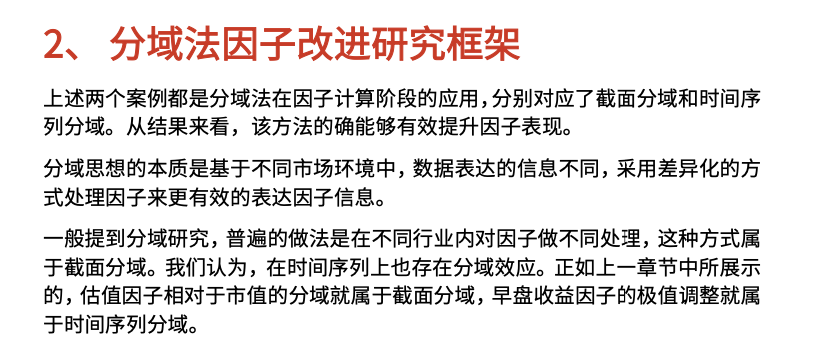 2、 分域法因子改进研究框架
上述两个案例都是分域法在因子计算阶段的应用，分别对应了截面分域和时间序
列分域。从结果来看，该方法的确能够有效提升因子表现。
分域思想的本质是基于不同市场环境中，数据表达的信息不同，采用差异化的方
式处理因子来更有效的表达因子信息。
一般提到分域研究，普遍的做法是在不同行业内对因子做不同处理，这种方式属
于截面分域。我们认为，在时间序列上也存在分域效应。正如上一章节中所展示
的，估值因子相对于市值的分域就属于截面分域，早盘收益因子的极值调整就属
于时间序列分域。